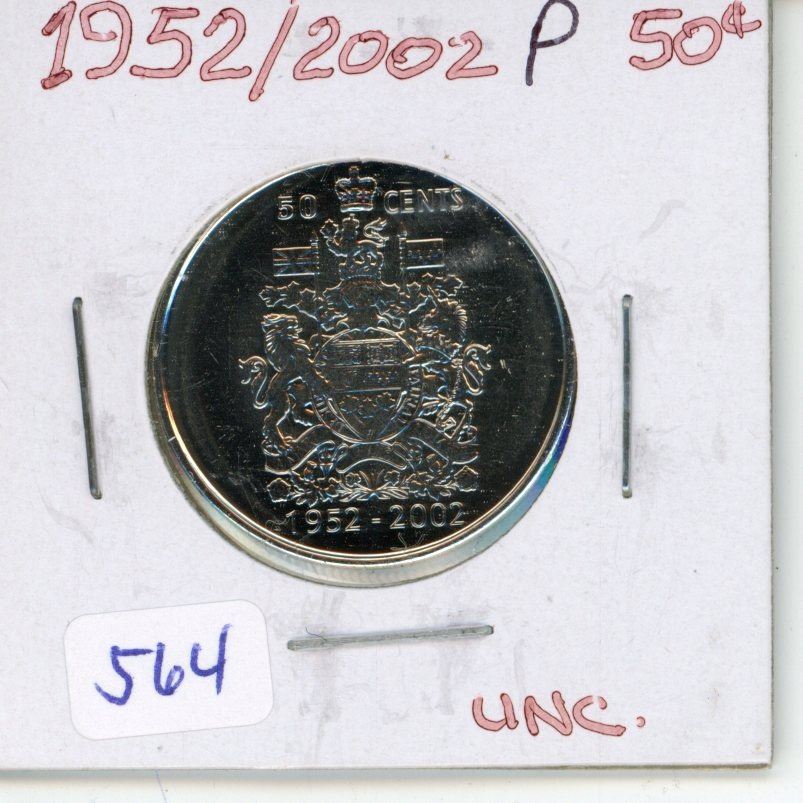 1952/2002 P 50¢
50 CENTS
1952 - 2002
564
UNC.